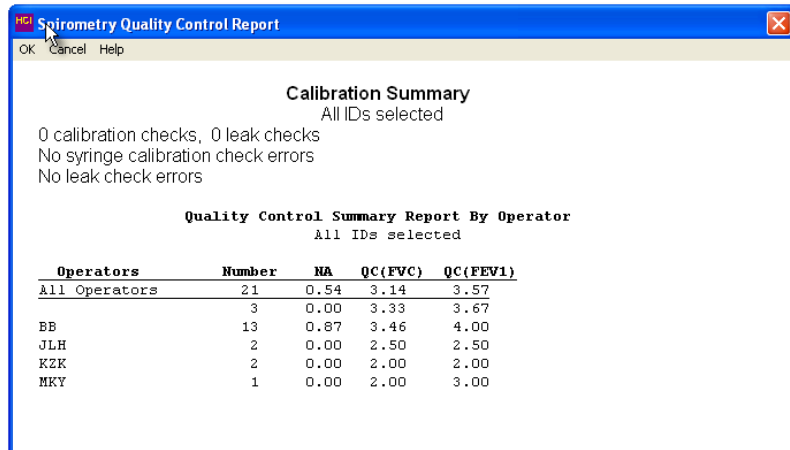 HCI Spirometry Quality Control Report
OK Cancel Help
Calibration Summary
All IDs selected
0 calibration checks, 0 leak checks
No syringe calibration check errors
No leak check errors
Quality Control Summary Report By Operator
All IDs selected
Operators Number NA QC(FVC) QC(FEV1)
All Operators 21 0.54 3.14 3.57
3 0.00 3.33 3.67
BB 13 0.87 3.46 4.00
JLH 2 0.00 2.50 2.50
KZK 2 0.00 2.00 2.00
MKY 1 0.00 2.00 3.00